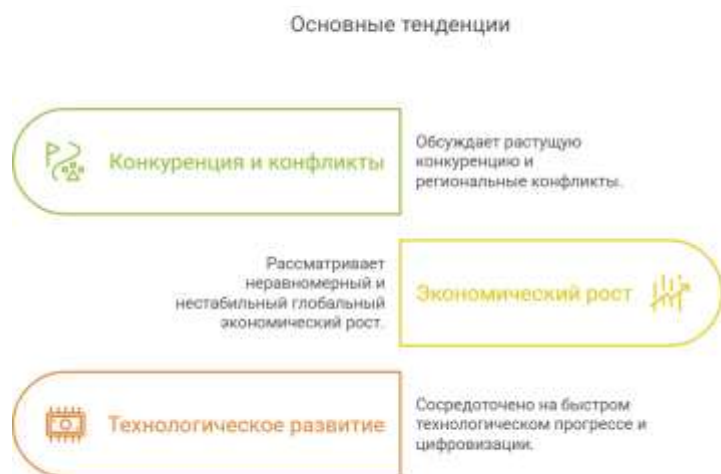 Основные тенденции
Конкуренция и конфликты
Обсуждает растущую
конкуренцию и
региональные конфликты.
Рассматривает
неравномерный и
нестабильный глобальный
экономический рост.
Экономический рост
Технологическое развитие
Сосредоточено на быстром
технологическом прогрессе и
цифровизации.